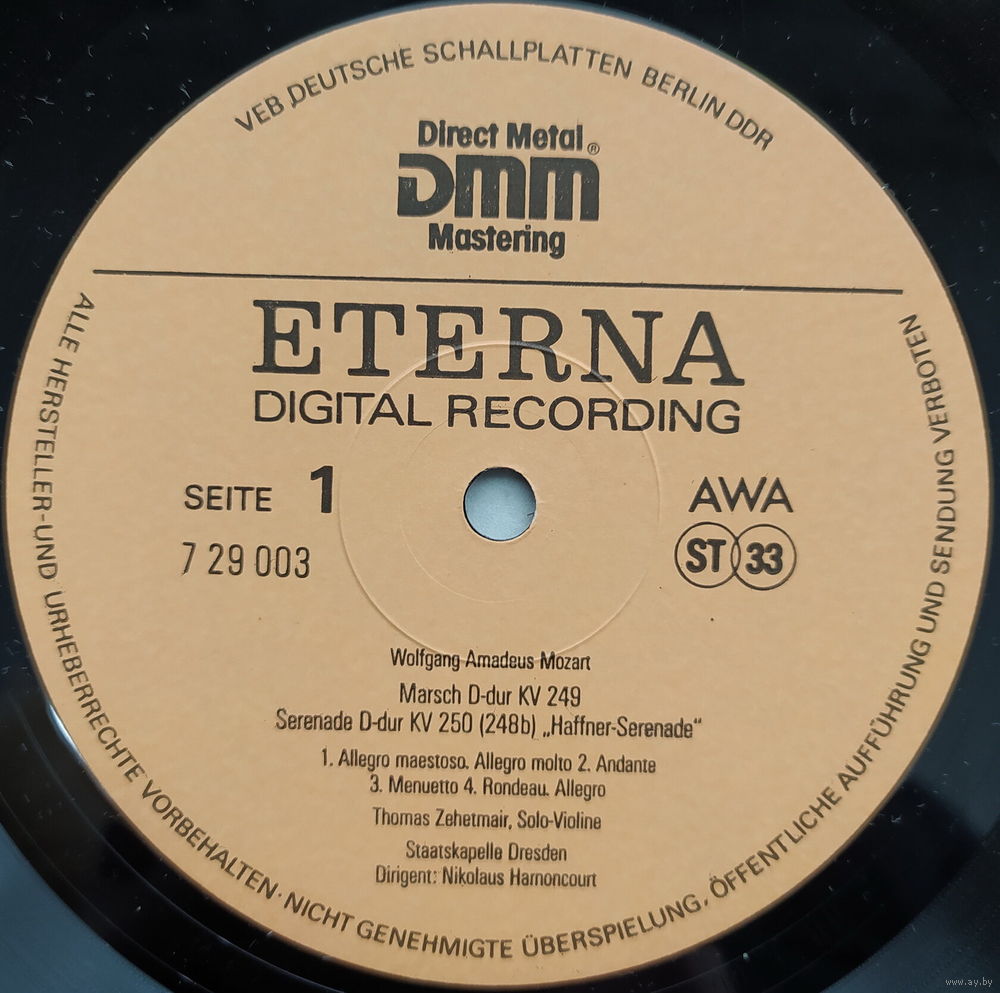 VEB DEUTSCHE SCHALLPLATTEN BERLIN DDR
Direct Metal®
DMM
Mastering
ETERNA
DIGITAL RECORDING
SEITE 1
7 29 003
AWA
ST 33
Wolfgang Amadeus Mozart
Marsch D-dur KV 249
Serenade D-dur KV 250 (248b) „Haffner-Serenade“
1. Allegro maestoso. Allegro molto 2. Andante
3. Menuetto 4. Rondeau. Allegro
Thomas Zehetmair, Solo-Violine
Staatskapelle Dresden
Dirigent: Nikolaus Harnoncourt
ALLE HERSTELLER-UND URHEBERRECHTE VORBEHALTEN · NICHT GENEHMIGTE ÜBERSPIELUNG, ÖFFENTLICHE AUFFÜHRUNG UND SENDUNG VERBOTEN
www.ay.by